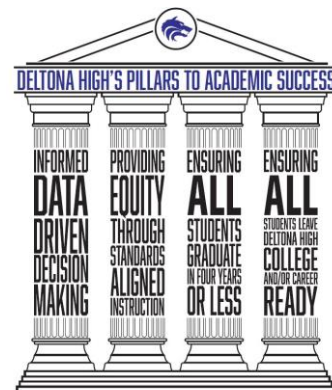 DELTONA HIGH'S PILLARS TO ACADEMIC SUCCESS
INFORMED
DATA
DRIVEN
DECISION
MAKING
PROVIDING
EQUITY
THROUGH
STANDARDS
ALIGNED
INSTRUCTION
ENSURING
ALL
STUDENTS
GRADUATE
IN FOUR YEARS
OR LESS
ENSURING
ALL
STUDENTS LEAVE
DELTONA HIGH
COLLEGE
AND/OR CAREER
READY